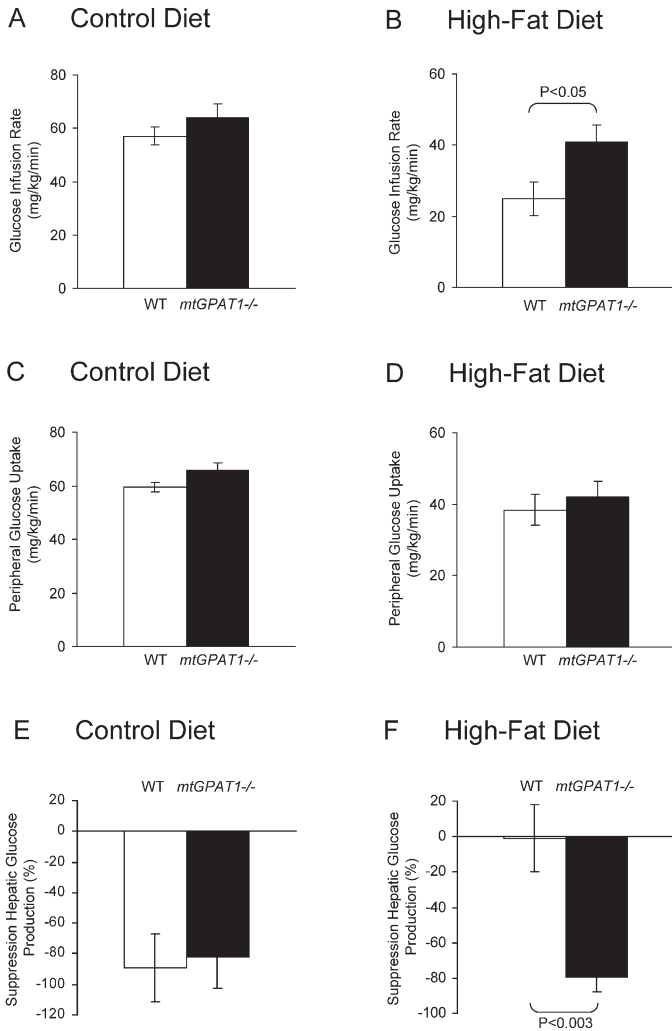 A Control Diet
B High-Fat Diet
Glucose Infusion Rate
(mg/kg/min)
80
60
40
20
0
WT mtGPAT1-/-
Glucose Infusion Rate
(mg/kg/min)
60
40
20
0
P<0.05
WT mtGPAT1-/-
C Control Diet
D High-Fat Diet
Peripheral Glucose Uptake
(mg/kg/min)
80
60
40
20
0
WT mtGPAT1-/-
Peripheral Glucose Uptake
(mg/kg/min)
60
40
20
0
WT mtGPAT1-/-
E Control Diet
F High-Fat Diet
Suppression Hepatic Glucose
Production (%)
WT mtGPAT1-/-
20
0
-20
-40
-60
-80
-100
-120
Suppression Hepatic Glucose
Production (%)
WT mtGPAT1-/-
20
0
-20
-40
-60
-80
-100
P<0.003